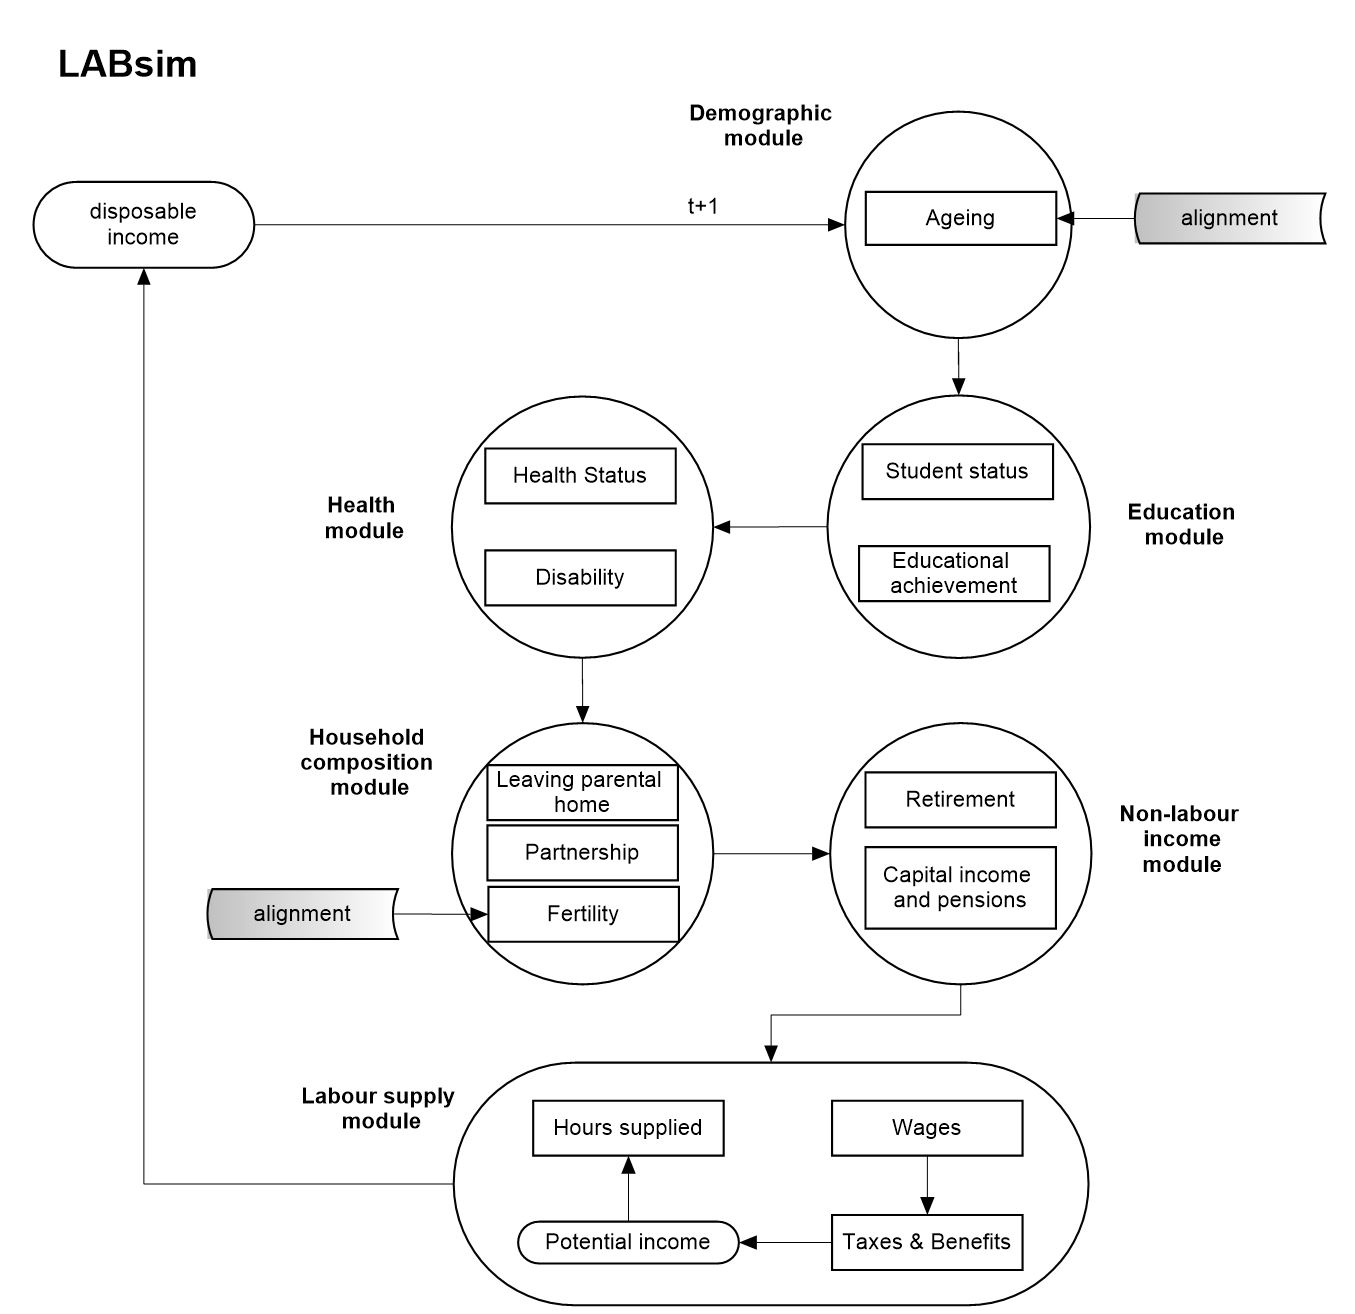 LABsim
Demographic
module
disposable
income
t+1
Ageing
alignment
Health Status
Student status
Health
module
Education
module
Disability
Educational
achievement
Household
composition
module
Leaving parental
home
Retirement
Partnership
Non-labour
income
module
Capital income
and pensions
alignment
Fertility
Labour supply
module
Hours supplied
Wages
Potential income
Taxes & Benefits